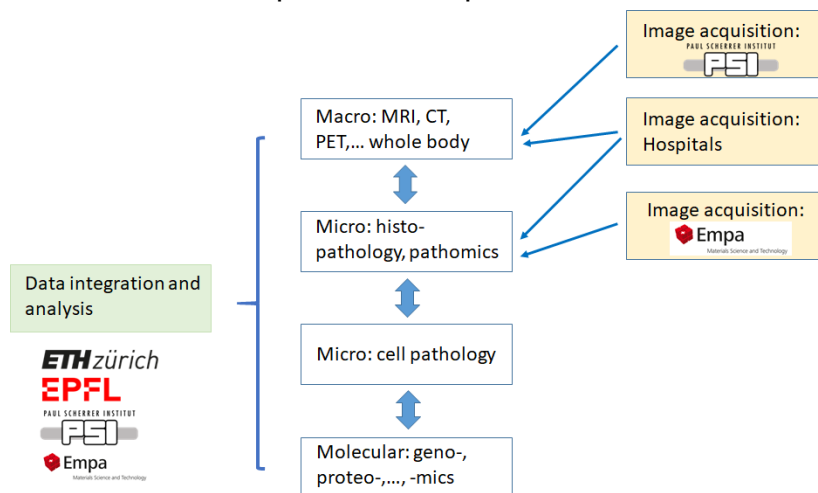 Image acquisition:
PAUL SCHERRER INSTITUT
PSI
Macro: MRI, CT,
PET,... whole body
Image acquisition:
Hospitals
Micro: histo-
pathology, pathomics
Image acquisition:
Empa
Materials Science and Technology
Data integration and
analysis
ETH zürich
EPFL
PAUL SCHERRER INSTITUT
PSI
Empa
Materials Science and Technology
Micro: cell pathology
Molecular: geno-,
proteo-,..., -mics